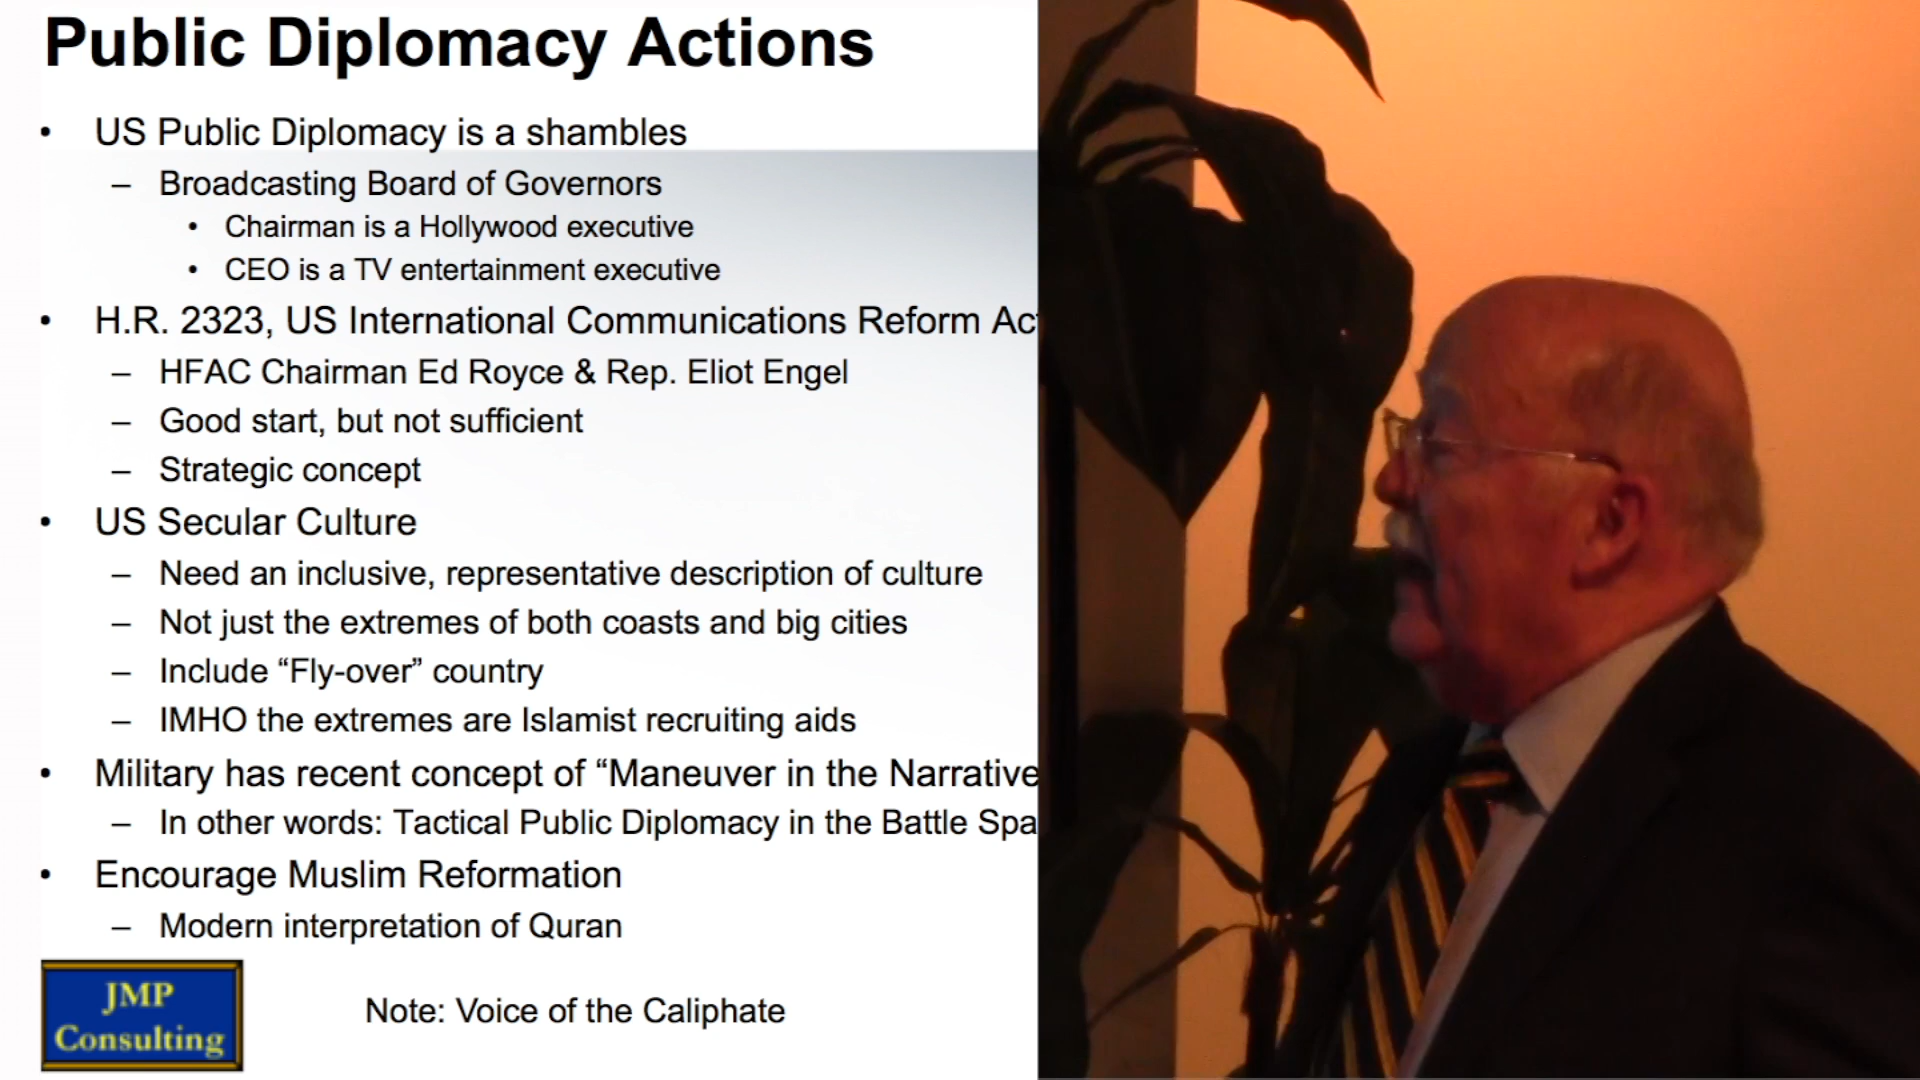 Public Diplomacy Actions
• US Public Diplomacy is a shambles
– Broadcasting Board of Governors
• Chairman is a Hollywood executive
• CEO is a TV entertainment executive
• H.R. 2323, US International Communications Reform Act
– HFAC Chairman Ed Royce & Rep. Eliot Engel
– Good start, but not sufficient
– Strategic concept
• US Secular Culture
– Need an inclusive, representative description of culture
– Not just the extremes of both coasts and big cities
– Include “Fly-over” country
– IMHO the extremes are Islamist recruiting aids
• Military has recent concept of “Maneuver in the Narrative
– In other words: Tactical Public Diplomacy in the Battle Spa
• Encourage Muslim Reformation
– Modern interpretation of Quran
JMP
Consulting
Note: Voice of the Caliphate